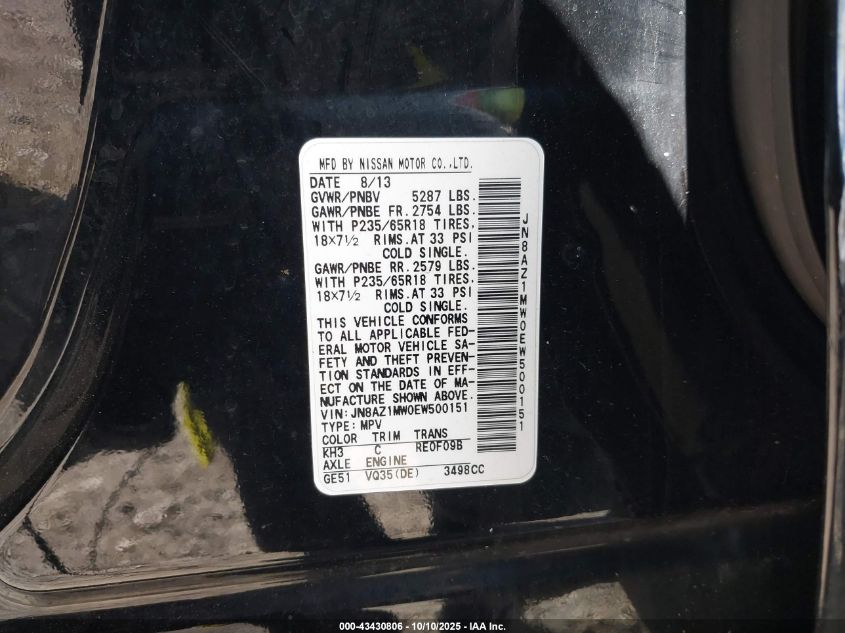 MFD BY NISSAN MOTOR CO.,LTD.
DATE 8/13
GVWR/PNBV 5287 LBS.
GAWR/PNBE FR. 2754 LBS.
WITH P235/65R18 TIRES,
18X7½ RIMS.AT 33 PSI
COLD SINGLE.
GAWR/PNBE RR. 2579 LBS.
WITH P235/65R18 TIRES,
18X7½ RIMS.AT 33 PSI
COLD SINGLE.
THIS VEHICLE CONFORMS
TO ALL APPLICABLE FED-
ERAL MOTOR VEHICLE SA-
FETY AND THEFT PREVEN-
TION STANDARDS IN EFF-
ECT ON THE DATE OF MA-
NUFACTURE SHOWN ABOVE.
VIN: JN8AZ1MW0EW500151
TYPE: MPV
COLOR TRIM TRANS
KH3 C RE0F09B
AXLE ENGINE
GE51 VQ35(DE) 3498CC
JN8AZ1MW0EW500151
000-43430806 - 10/10/2025 - IAA Inc.